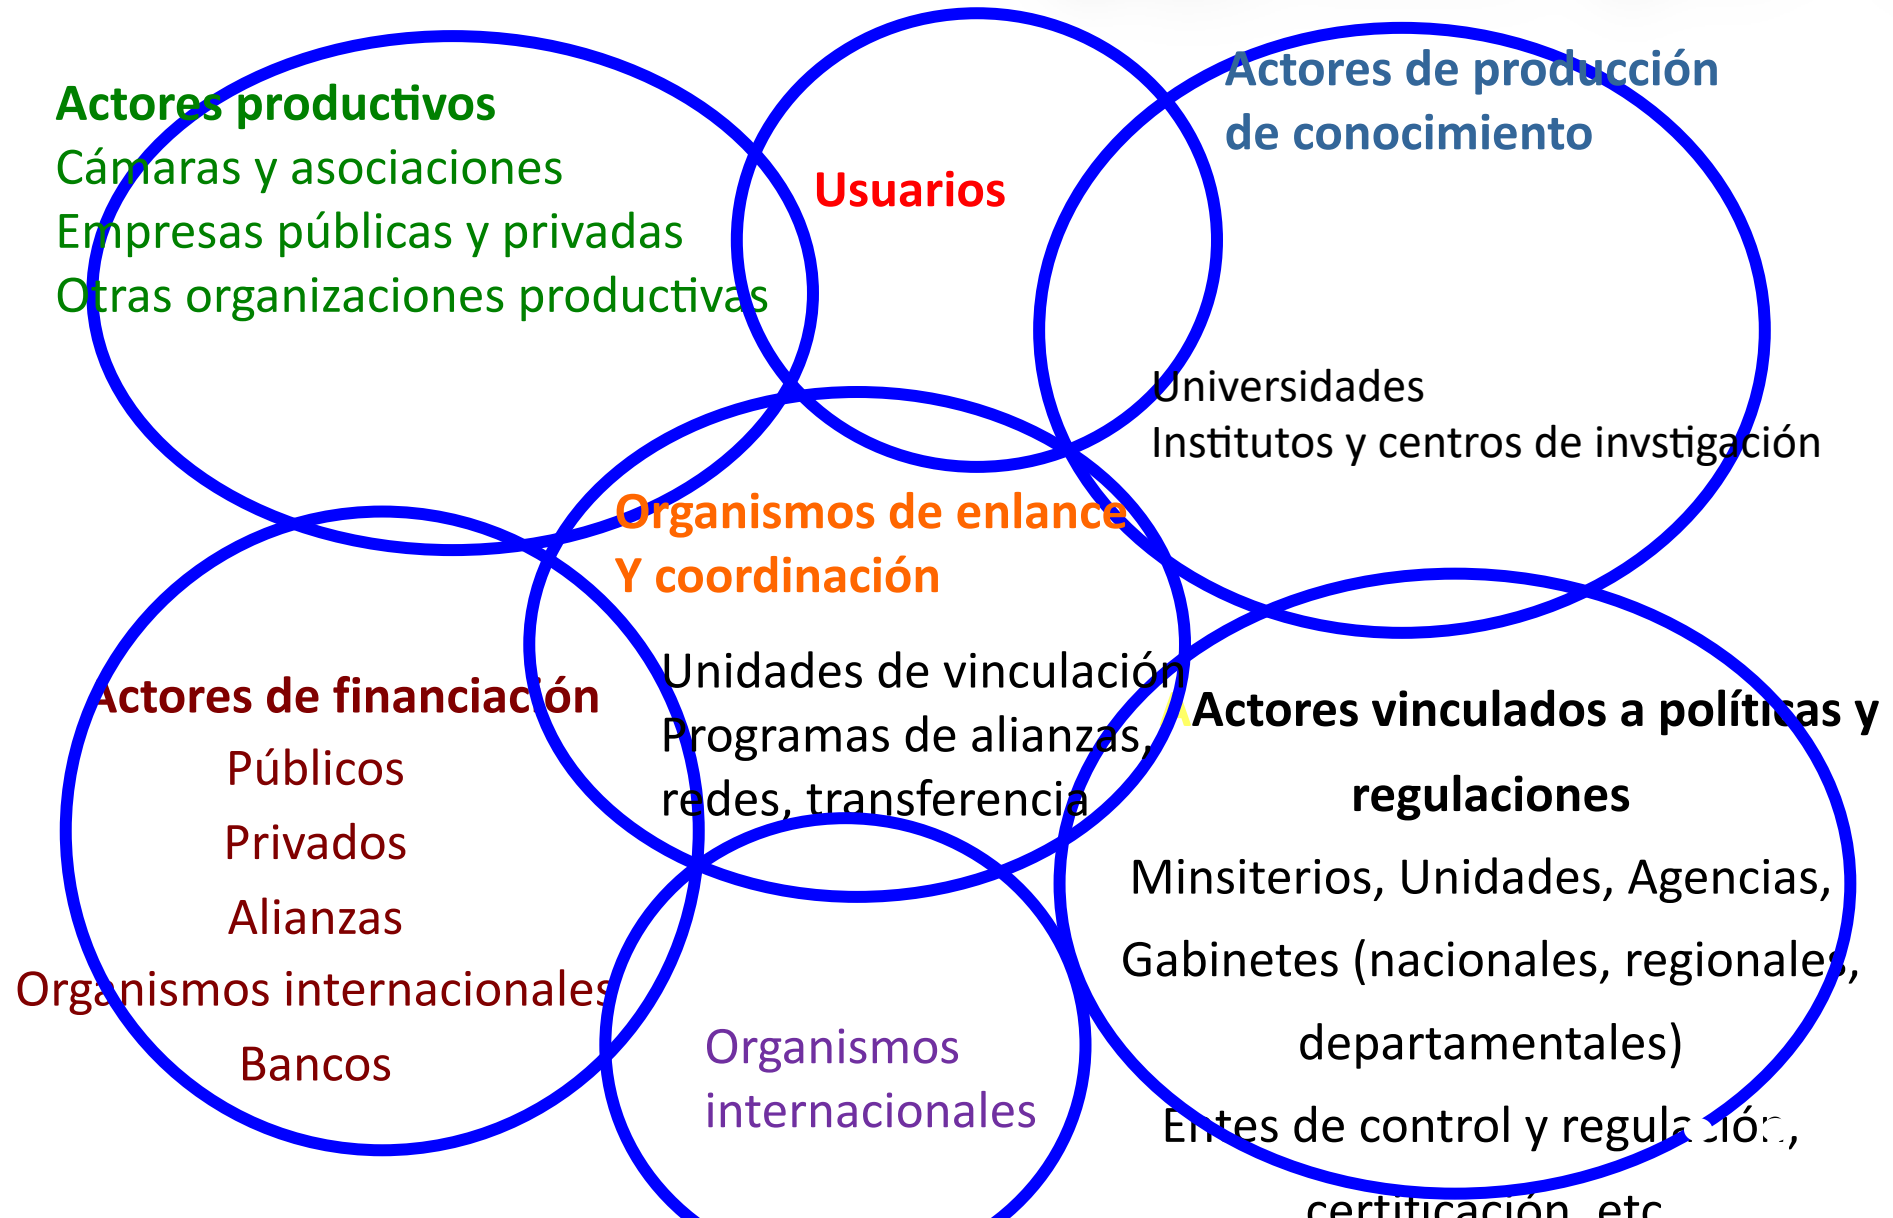 Actores productivos
Cámaras y asociaciones
Empresas públicas y privadas
Otras organizaciones productivas
Usuarios
Actores de producción
de conocimiento
Universidades
Institutos y centros de invstigación
Organismos de enlance
Y coordinación
Unidades de vinculación
Programas de alianzas,
redes, transferencia
Actores de financiación
Públicos
Privados
Alianzas
Organismos internacionales
Bancos
AActores vinculados a políticas y
regulaciones
Minsiterios, Unidades, Agencias,
Gabinetes (nacionales, regionales,
departamentales)
Entes de control y regulación,
certificación, etc
Organismos
internacionales